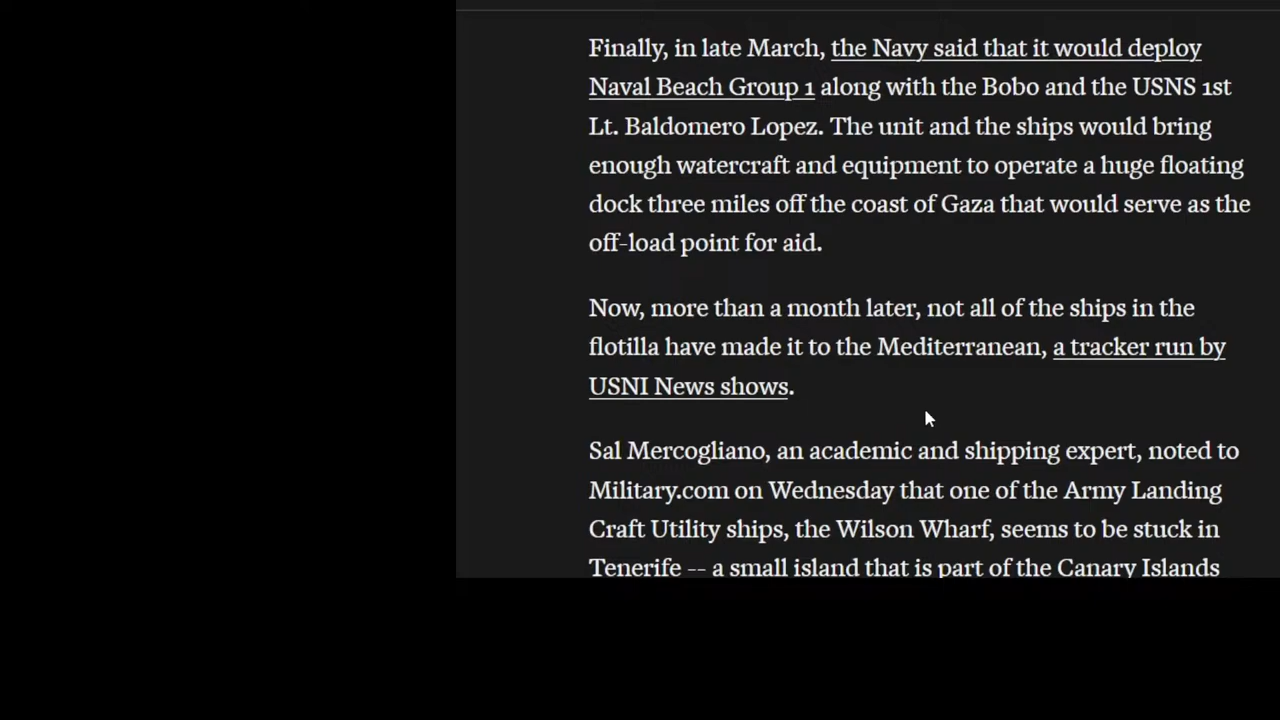 Finally, in late March, the Navy said that it would deploy
Naval Beach Group 1 along with the Bobo and the USNS 1st
Lt. Baldomero Lopez. The unit and the ships would bring
enough watercraft and equipment to operate a huge floating
dock three miles off the coast of Gaza that would serve as the
off-load point for aid.
Now, more than a month later, not all of the ships in the
flotilla have made it to the Mediterranean, a tracker run by
USNI News shows.
Sal Mercogliano, an academic and shipping expert, noted to
Military.com on Wednesday that one of the Army Landing
Craft Utility ships, the Wilson Wharf, seems to be stuck in
Tenerife -- a small island that is part of the Canary Islands